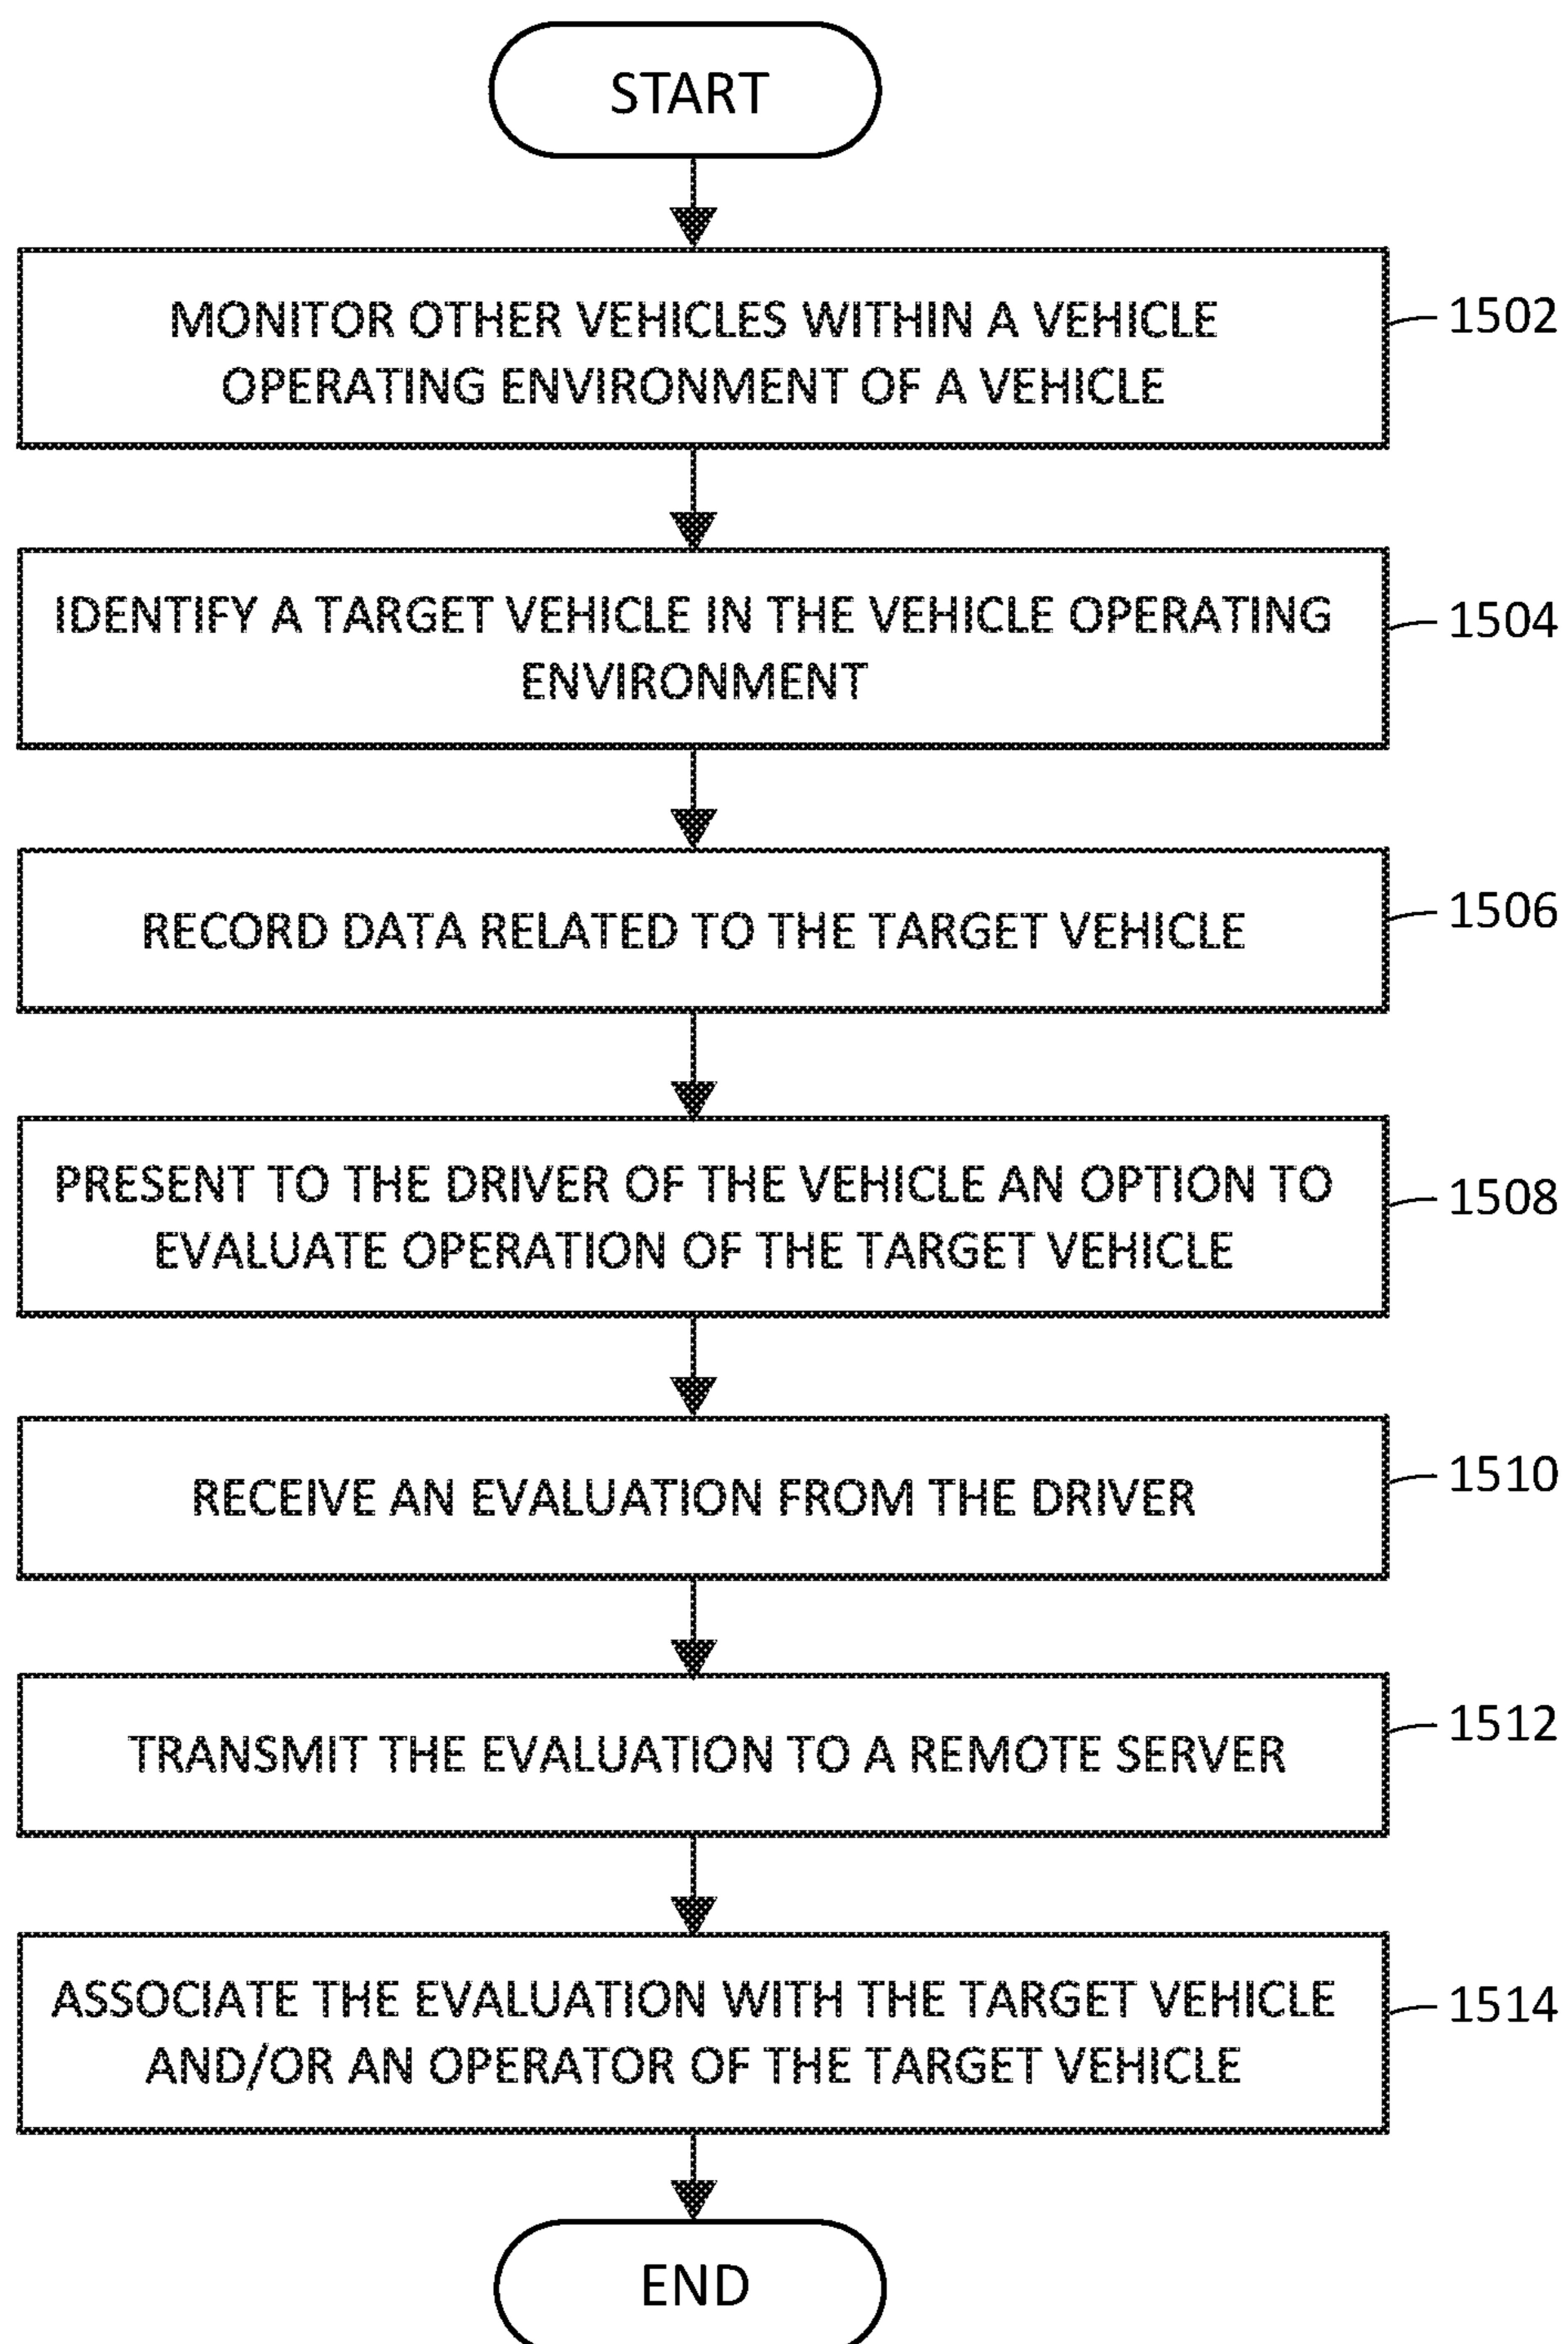 START
MONITOR OTHER VEHICLES WITHIN A VEHICLE
OPERATING ENVIRONMENT OF A VEHICLE
1502
IDENTIFY A TARGET VEHICLE IN THE VEHICLE OPERATING
ENVIRONMENT
1504
RECORD DATA RELATED TO THE TARGET VEHICLE
1506
PRESENT TO THE DRIVER OF THE VEHICLE AN OPTION TO
EVALUATE OPERATION OF THE TARGET VEHICLE
1508
RECEIVE AN EVALUATION FROM THE DRIVER
1510
TRANSMIT THE EVALUATION TO A REMOTE SERVER
1512
ASSOCIATE THE EVALUATION WITH THE TARGET VEHICLE
AND/OR AN OPERATOR OF THE TARGET VEHICLE
1514
END